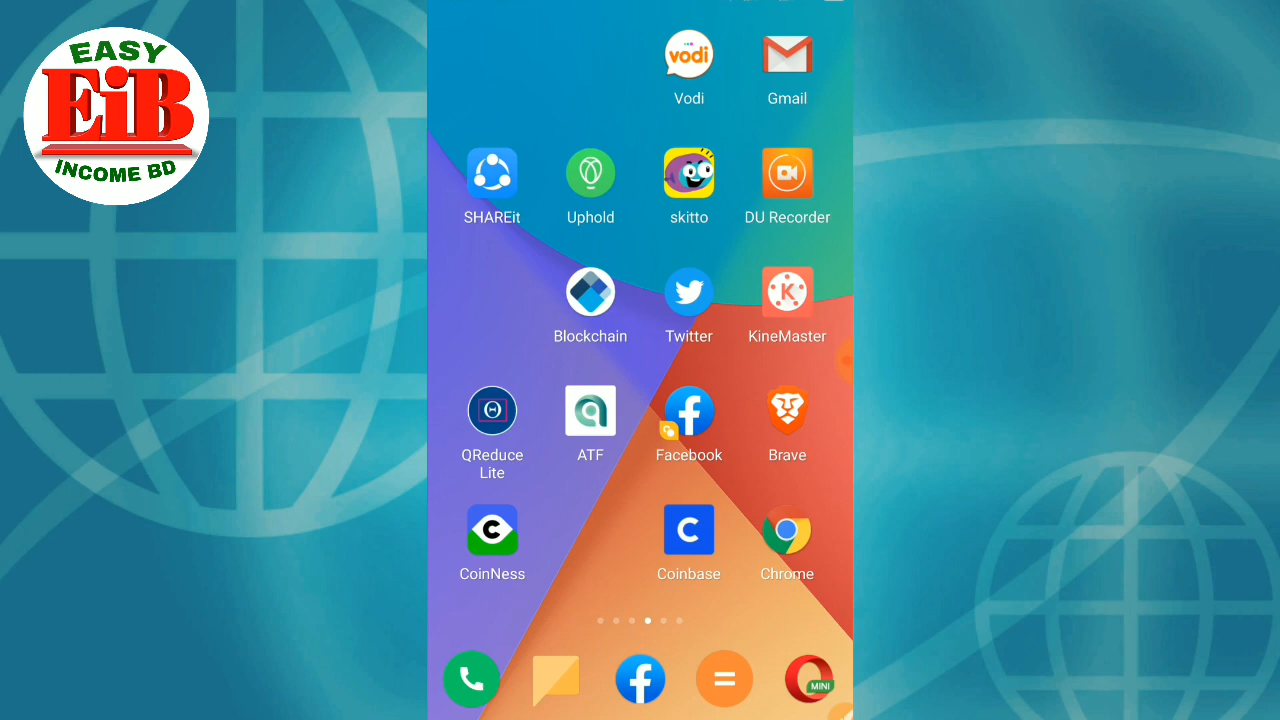 EASY
EiB
INCOME BD
vodi
Vodi
Gmail
SHAREit
Uphold
skitto
DU Recorder
Blockchain
Twitter
K
KineMaster
QReduce
Lite
ATF
Facebook
Brave
C
CoinNess
C
Coinbase
Chrome
MINI